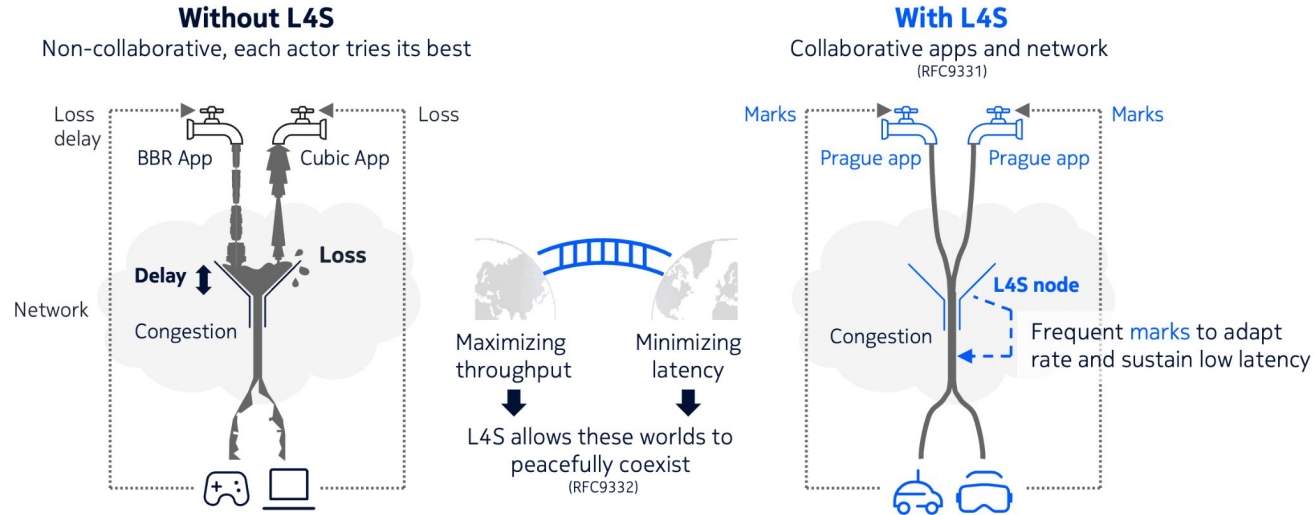 Without L4S
Non-collaborative, each actor tries its best
Loss
delay
Loss
BBR App
Cubic App
Loss
Delay
Network
Congestion
Maximizing
throughput
Minimizing
latency
L4S allows these worlds to
peacefully coexist
(RFC9332)
With L4S
Collaborative apps and network
(RFC9331)
Marks
Marks
Prague app
Prague app
L4S node
Congestion
Frequent marks to adapt
rate and sustain low latency